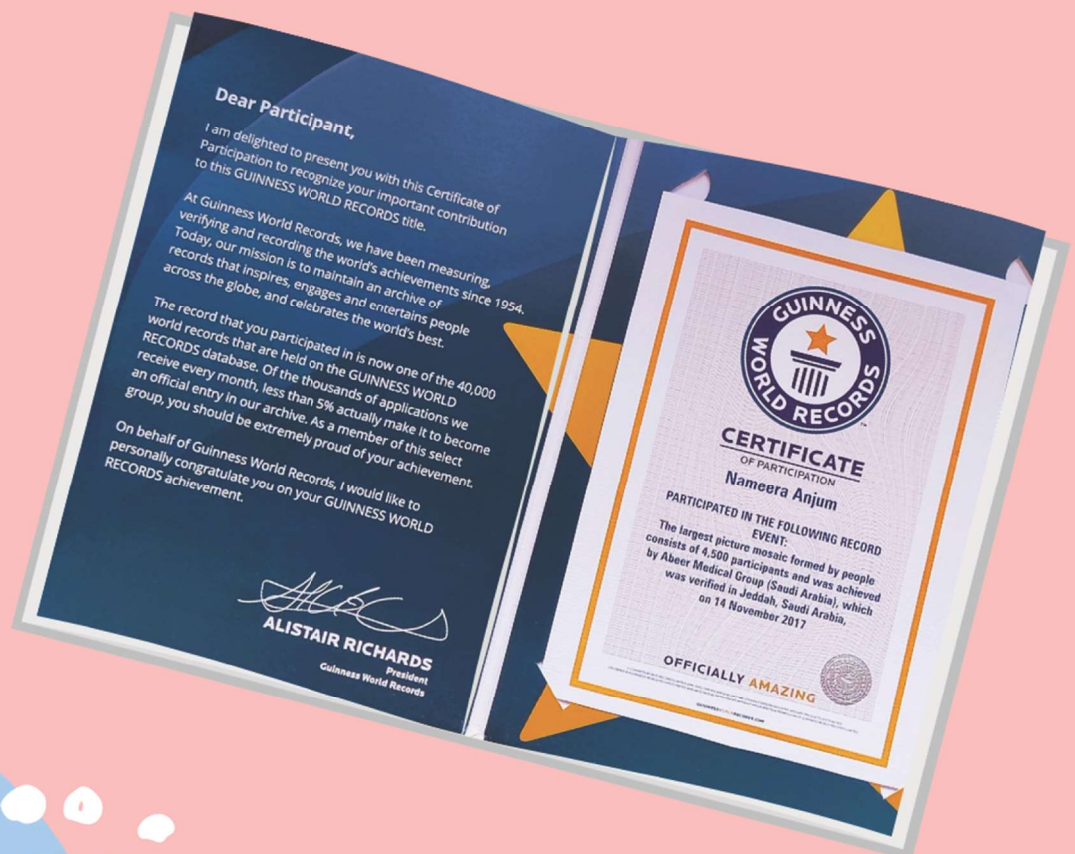 Dear Participant,
I am delighted to present you with this Certificate of
Participation to recognize your important contribution
to this GUINNESS WORLD RECORDS title.
At Guinness World Records, we have been measuring,
verifying and recording the world's achievements since 1954.
Today, our mission is to maintain an archive of
records that inspires, engages and entertains people
across the globe, and celebrates the world's best.
The record that you participated in is now one of the 40,000
world records that are held on the GUINNESS WORLD
RECORDS database. Of the thousands of applications we
receive every month, less than 5% actually make it to become
an official entry in our archive. As a member of this select
group, you should be extremely proud of your achievement.
On behalf of Guinness World Records, I would like to
personally congratulate you on your GUINNESS WORLD
RECORDS achievement.
ALISTAIR RICHARDS
President
Guinness World Records
GUINNESS
WORLD RECORDS
CERTIFICATE
OF PARTICIPATION
Nameera Anjum
PARTICIPATED IN THE FOLLOWING RECORD
EVENT:
The largest picture mosaic formed by people
consists of 4,500 participants and was achieved
by Abeer Medical Group (Saudi Arabia), which
was verified in Jeddah, Saudi Arabia,
on 14 November 2017
OFFICIALLY AMAZING
GUINNESSWORLDRECORDS.COM